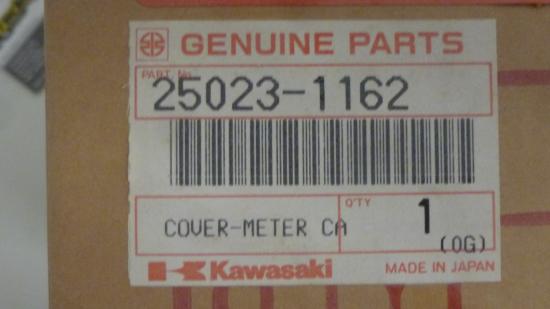 GENUINE PARTS
PART No.
25023-1162
COVER-METER CA
Q'TY
1
(OG)
Kawasaki
MADE IN JAPAN